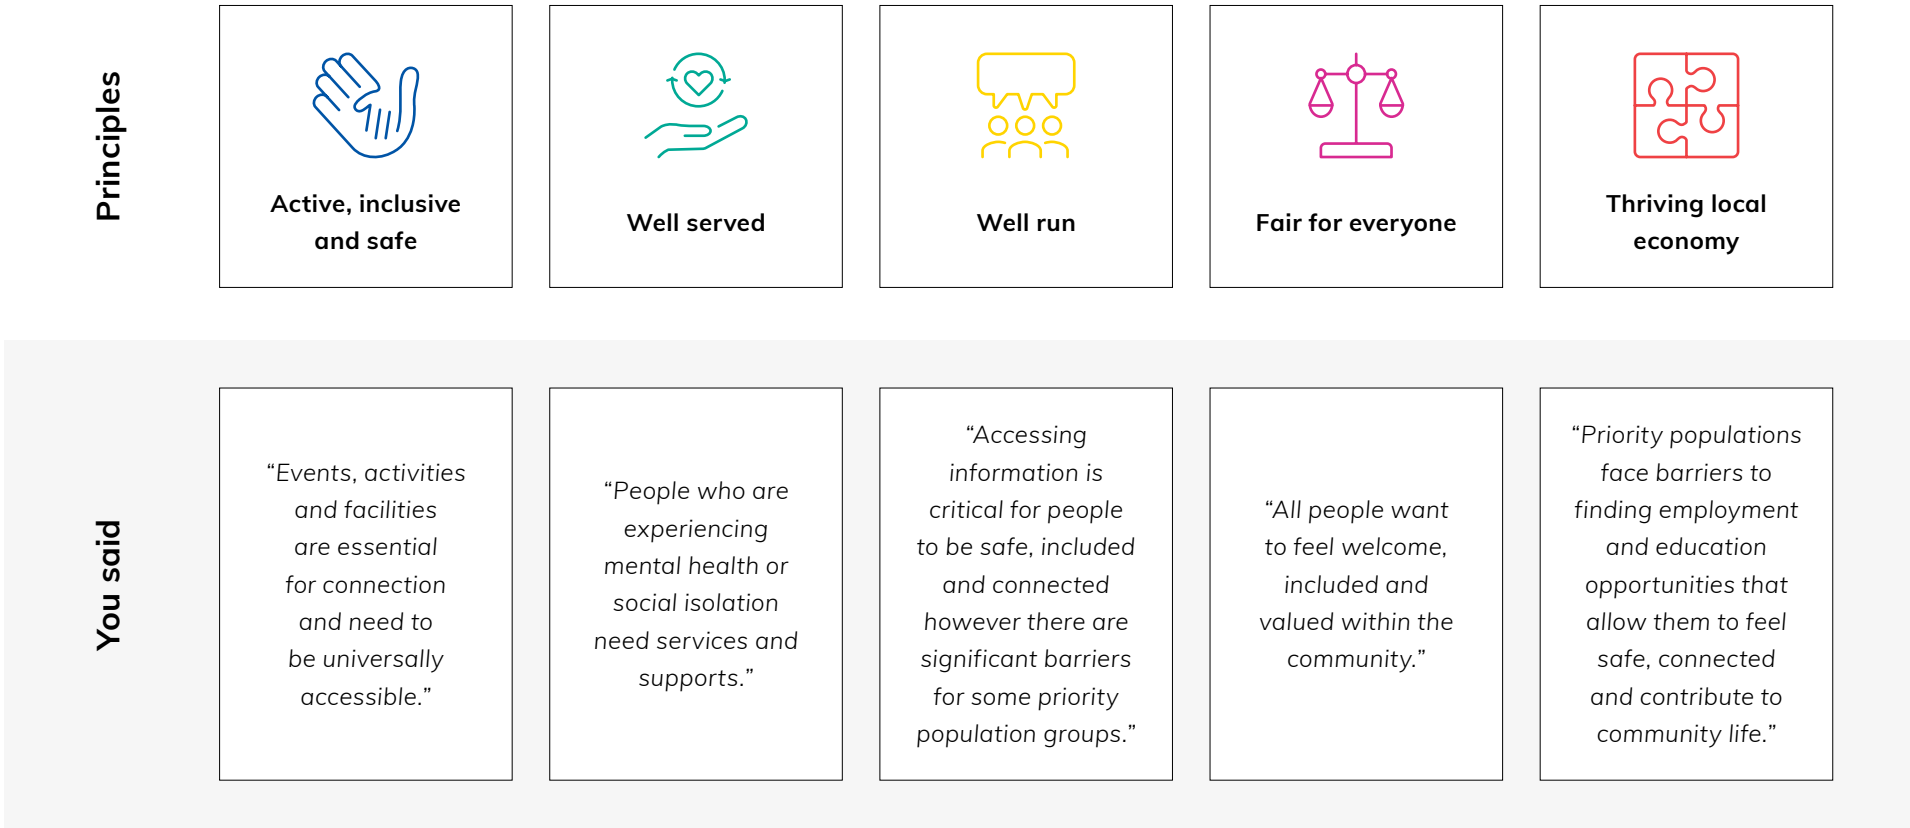 Principles
Active, inclusive
and safe
Well served
Well run
Fair for everyone
Thriving local
economy
You said
“Events, activities
and facilities
are essential
for connection
and need to
be universally
accessible.”
“People who are
experiencing
mental health or
social isolation
need services and
supports.”
“Accessing
information is
critical for people
to be safe, included
and connected
however there are
significant barriers
for some priority
population groups.”
“All people want
to feel welcome,
included and
valued within the
community.”
“Priority populations
face barriers to
finding employment
and education
opportunities that
allow them to feel
safe, connected
and contribute to
community life.”